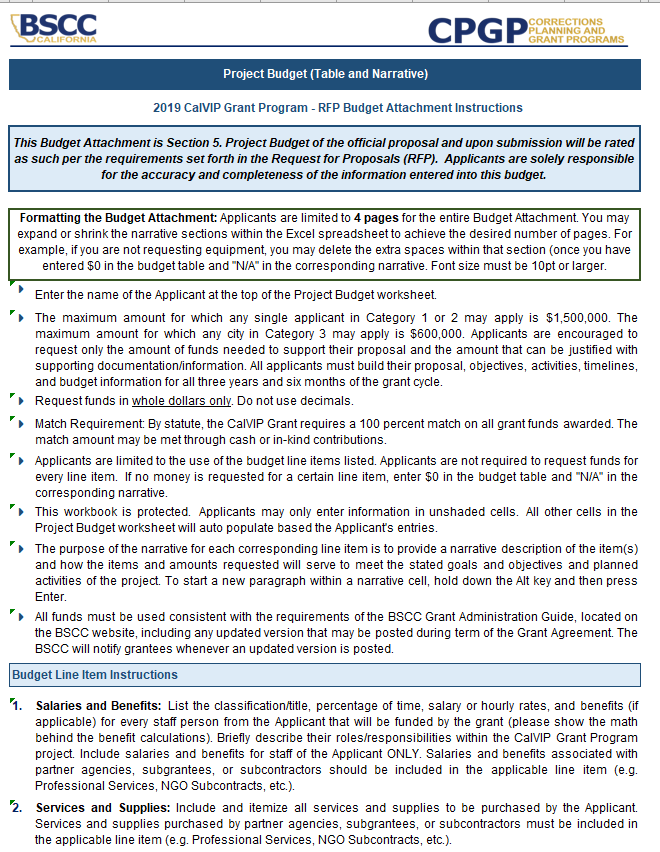 BSCC
CALIFORNIA
CPGP CORRECTIONS
PLANNING AND
GRANT PROGRAMS
Project Budget (Table and Narrative)
2019 CalVIP Grant Program - RFP Budget Attachment Instructions
This Budget Attachment is Section 5. Project Budget of the official proposal and upon submission will be rated
as such per the requirements set forth in the Request for Proposals (RFP). Applicants are solely responsible
for the accuracy and completeness of the information entered into this budget.
Formatting the Budget Attachment: Applicants are limited to 4 pages for the entire Budget Attachment. You may
expand or shrink the narrative sections within the Excel spreadsheet to achieve the desired number of pages. For
example, if you are not requesting equipment, you may delete the extra spaces within that section (once you have
entered $0 in the budget table and "N/A" in the corresponding narrative. Font size must be 10pt or larger.
Enter the name of the Applicant at the top of the Project Budget worksheet.
The maximum amount for which any single applicant in Category 1 or 2 may apply is $1,500,000. The
maximum amount for which any city in Category 3 may apply is $600,000. Applicants are encouraged to
request only the amount of funds needed to support their proposal and the amount that can be justified with
supporting documentation/information. All applicants must build their proposal, objectives, activities, timelines,
and budget information for all three years and six months of the grant cycle.
Request funds in whole dollars only. Do not use decimals.
Match Requirement: By statute, the CalVIP Grant requires a 100 percent match on all grant funds awarded. The
match amount may be met through cash or in-kind contributions.
Applicants are limited to the use of the budget line items listed. Applicants are not required to request funds for
every line item. If no money is requested for a certain line item, enter $0 in the budget table and "N/A" in the
corresponding narrative.
This workbook is protected. Applicants may only enter information in unshaded cells. All other cells in the
Project Budget worksheet will auto populate based the Applicant's entries.
The purpose of the narrative for each corresponding line item is to provide a narrative description of the item(s)
and how the items and amounts requested will serve to meet the stated goals and objectives and planned
activities of the project. To start a new paragraph within a narrative cell, hold down the Alt key and then press
Enter.
All funds must be used consistent with the requirements of the BSCC Grant Administration Guide, located on
the BSCC website, including any updated version that may be posted during term of the Grant Agreement. The
BSCC will notify grantees whenever an updated version is posted.
Budget Line Item Instructions
1. Salaries and Benefits: List the classification/title, percentage of time, salary or hourly rates, and benefits (if
applicable) for every staff person from the Applicant that will be funded by the grant (please show the math
behind the benefit calculations). Briefly describe their roles/responsibilities within the CalVIP Grant Program
project. Include salaries and benefits for staff of the Applicant ONLY. Salaries and benefits associated with
partner agencies, subgrantees, or subcontractors should be included in the applicable line item (e.g.
Professional Services, NGO Subcontracts, etc.).
2. Services and Supplies: Include and itemize all services and supplies to be purchased by the Applicant.
Services and supplies purchased by partner agencies, subgrantees, or subcontractors must be included in
the applicable line item (e.g. Professional Services, NGO Subcontracts, etc.).